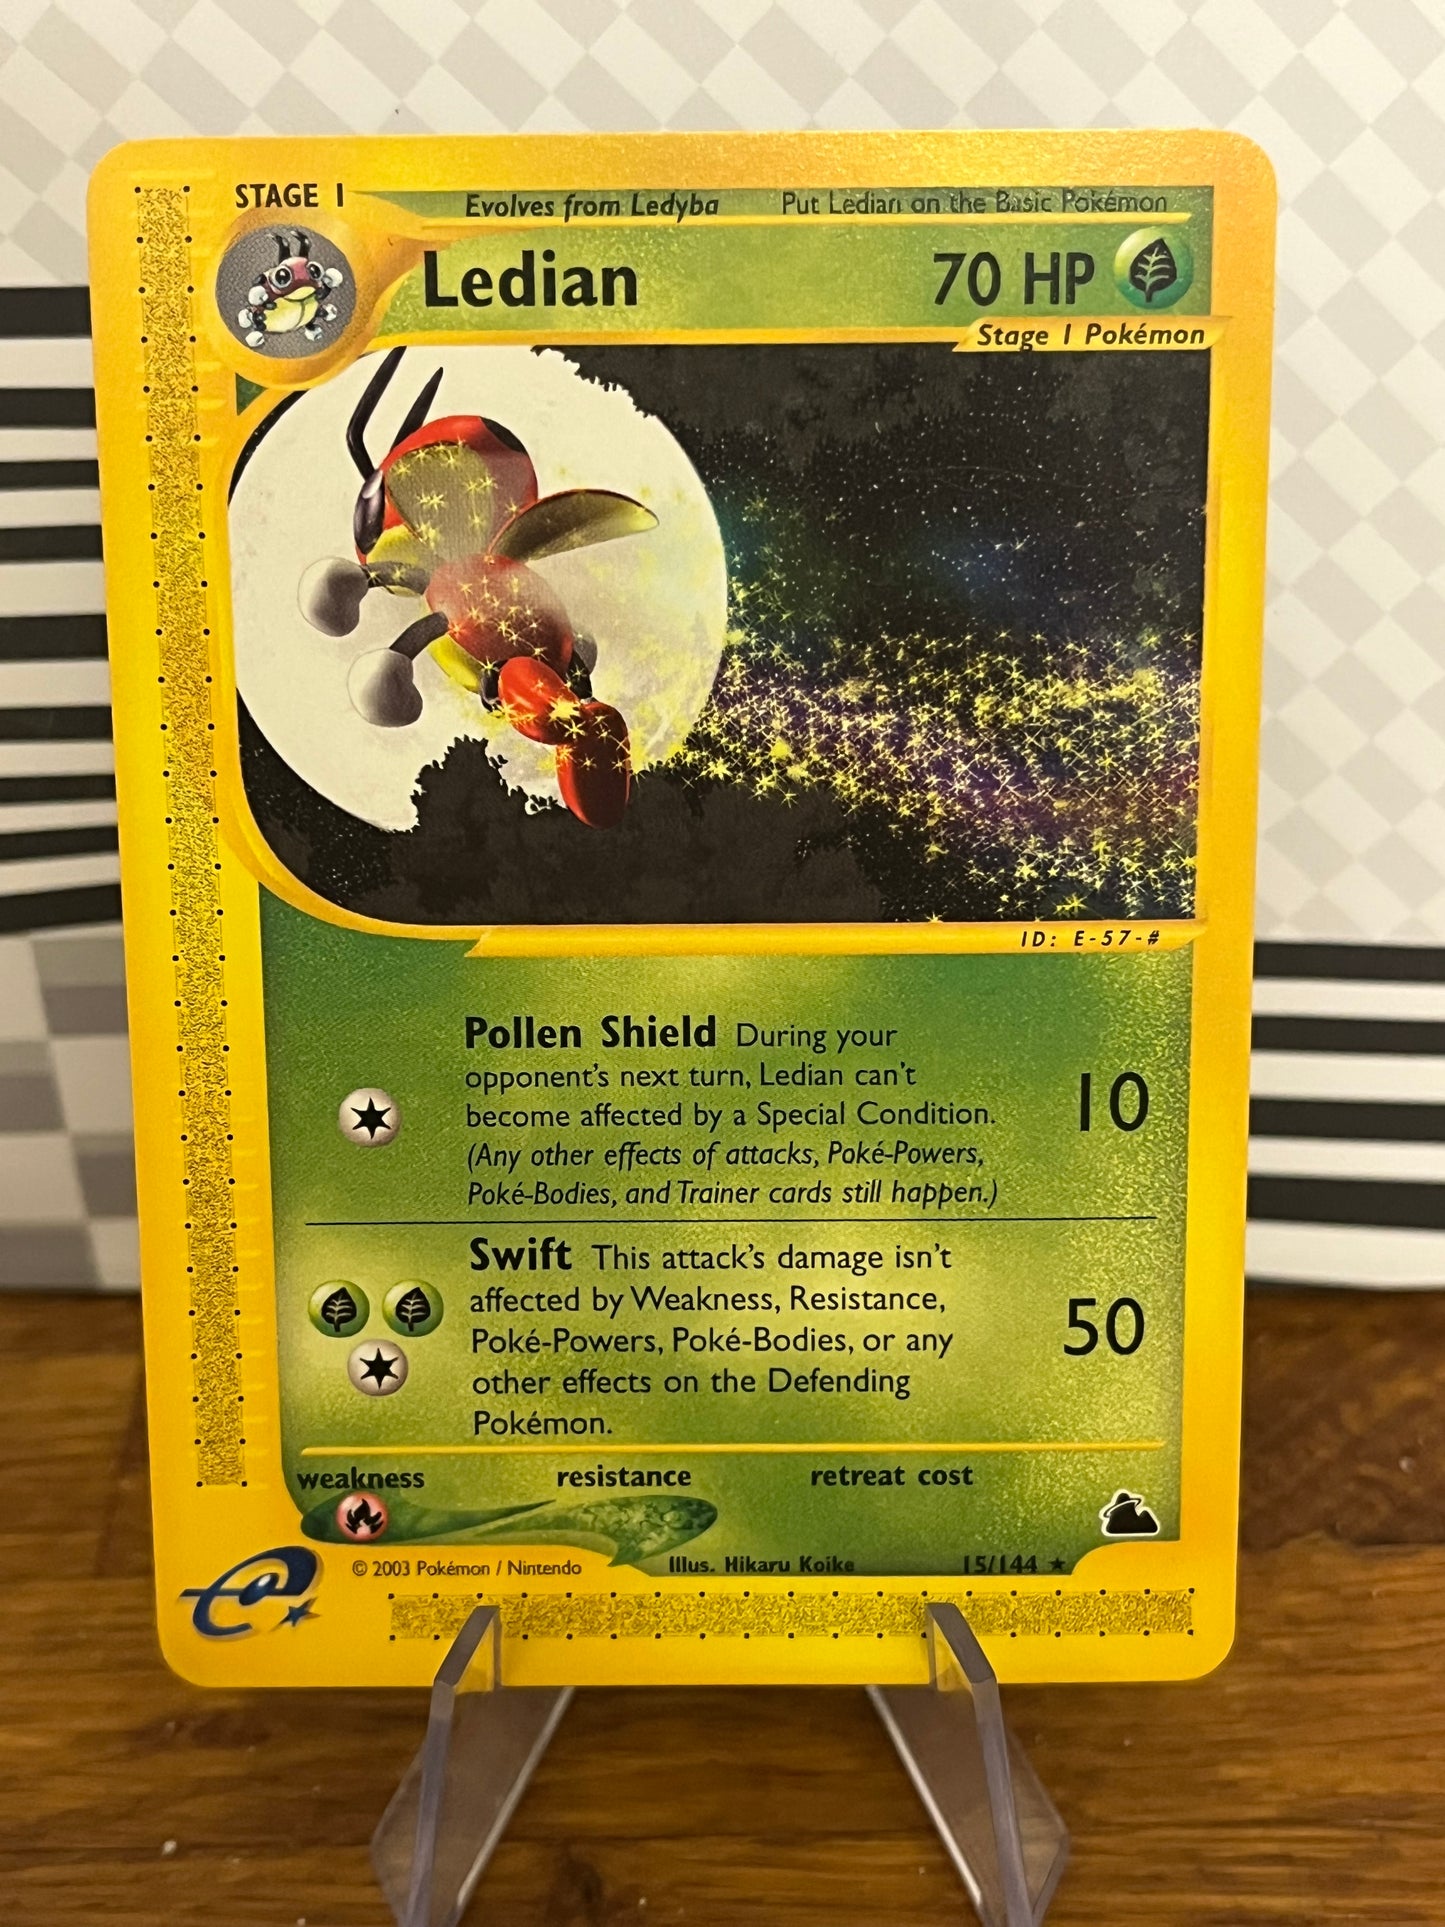 STAGE 1
Evolves from Ledyba Put Ledian on the Basic Pokémon
Ledian 70 HP
Stage 1 Pokémon
ID: E-57-#
Pollen Shield During your
opponent's next turn, Ledian can't
become affected by a Special Condition.
(Any other effects of attacks, Poké-Powers,
Poké-Bodies, and Trainer cards still happen.)
10
Swift This attack's damage isn't
affected by Weakness, Resistance,
Poké-Powers, Poké-Bodies, or any
other effects on the Defending
Pokémon.
50
weakness resistance retreat cost
© 2003 Pokémon / Nintendo Illus. Hikaru Koike 15/144 ★
e